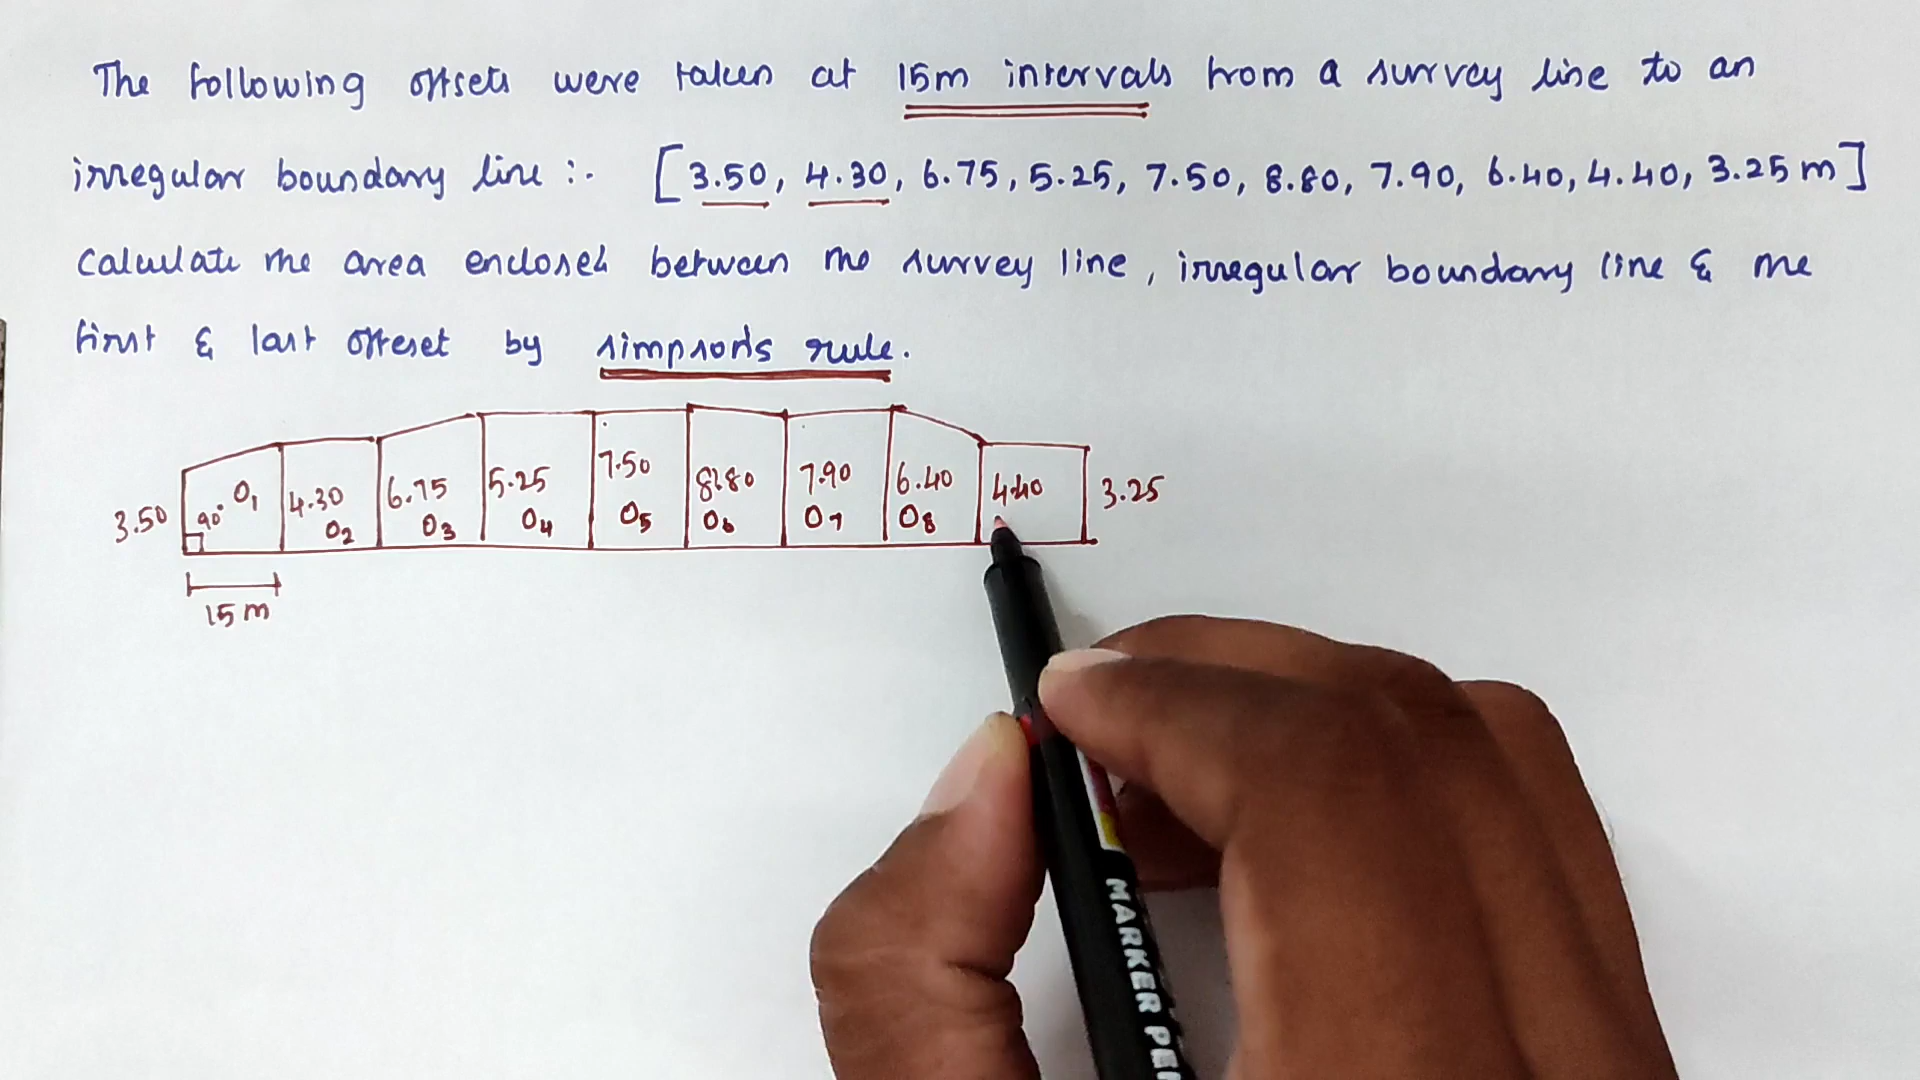 The following offsets were taken at 15m intervals from a survey line to an
irregular boundary line :- [3.50, 4.30, 6.75, 5.25, 7.50, 8.80, 7.90, 6.40, 4.40, 3.25 m]
Calculate the area enclosed between the survey line, irregular boundary line & the
first & last offeset by simpson's rule.
3.50 90° O1 4.30 O2 6.75 O3 5.25 O4 7.50 O5 8.80 O6 7.90 O7 6.40 O8 4.40 3.25
15 m
MARKER PE